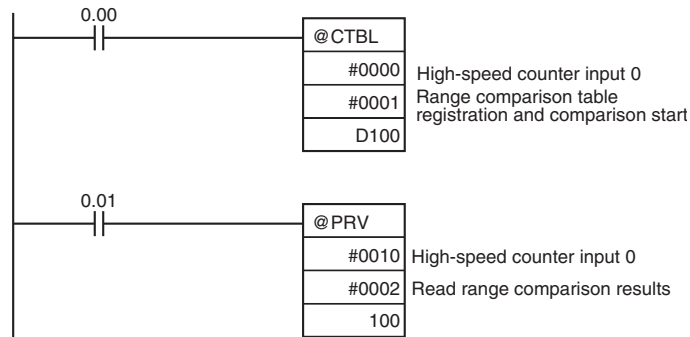 0.00
@CTBL
#0000 High-speed counter input 0
#0001 Range comparison table
registration and comparison start
D100
0.01
@PRV
#0010 High-speed counter input 0
#0002 Read range comparison results
100